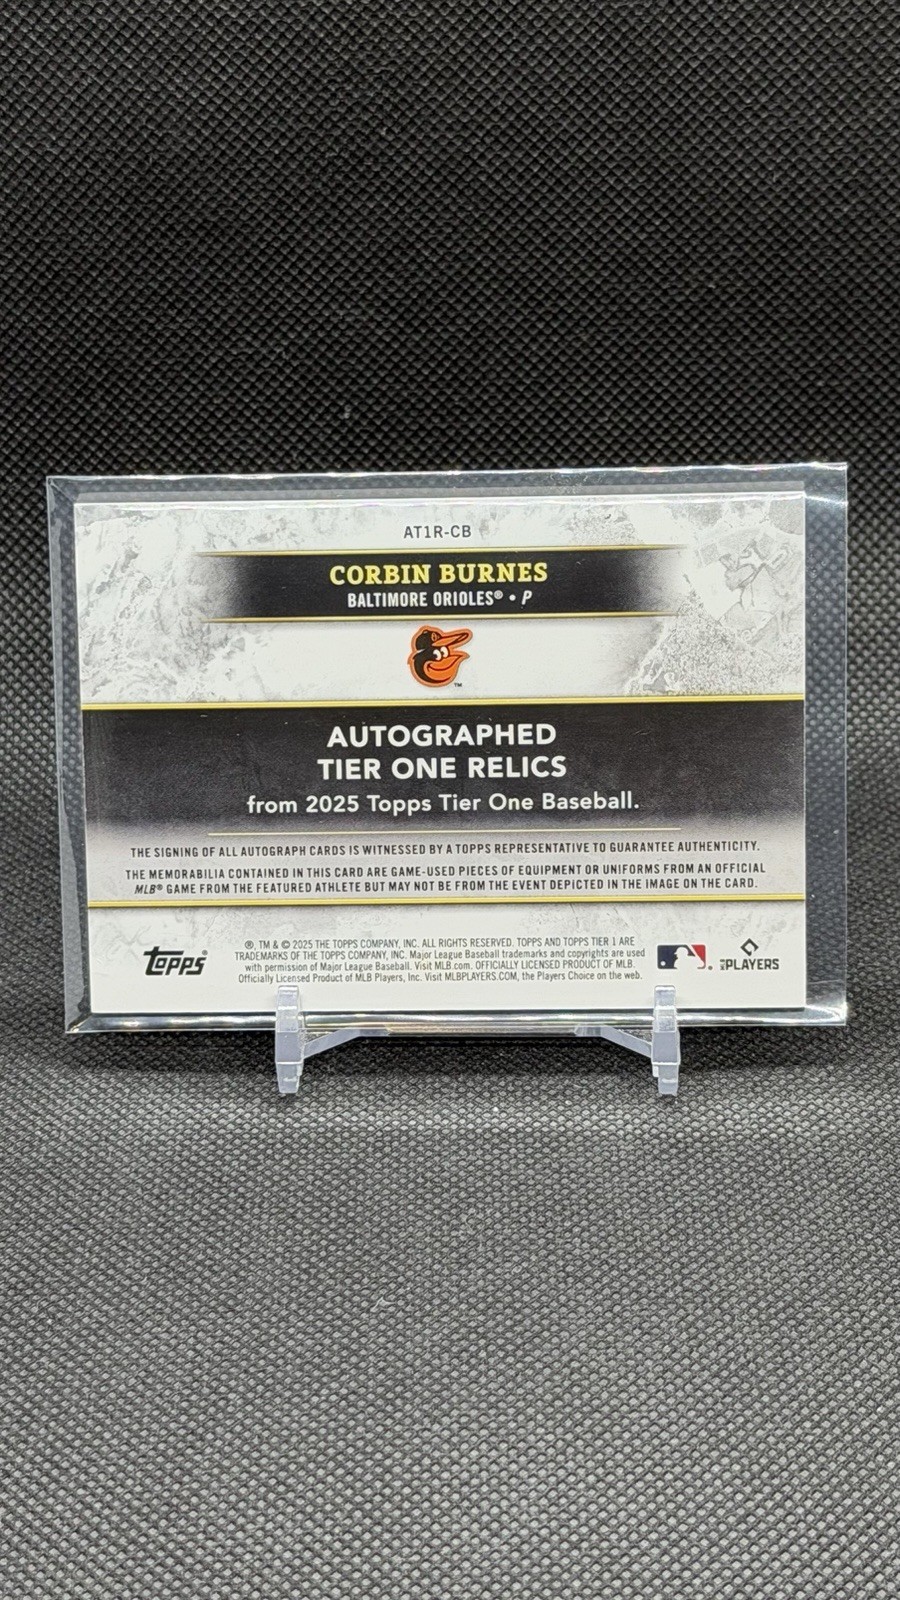 AT1R-CB
CORBIN BURNES
BALTIMORE ORIOLES® • P
TM
AUTOGRAPHED
TIER ONE RELICS
from 2025 Topps Tier One Baseball.
THE SIGNING OF ALL AUTOGRAPH CARDS IS WITNESSED BY A TOPPS REPRESENTATIVE TO GUARANTEE AUTHENTICITY.
THE MEMORABILIA CONTAINED IN THIS CARD ARE GAME-USED PIECES OF EQUIPMENT OR UNIFORMS FROM AN OFFICIAL
MLB® GAME FROM THE FEATURED ATHLETE BUT MAY NOT BE FROM THE EVENT DEPICTED IN THE IMAGE ON THE CARD.
Topps®
®, TM & © 2025 THE TOPPS COMPANY, INC. ALL RIGHTS RESERVED. TOPPS AND TOPPS TIER 1 ARE
TRADEMARKS OF THE TOPPS COMPANY, INC. Major League Baseball trademarks and copyrights are used
with permission of Major League Baseball. Visit MLB.com. OFFICIALLY LICENSED PRODUCT OF MLB.
Officially Licensed Product of MLB Players, Inc. Visit MLBPLAYERS.COM, the Players Choice on the web.
MLB PLAYERS